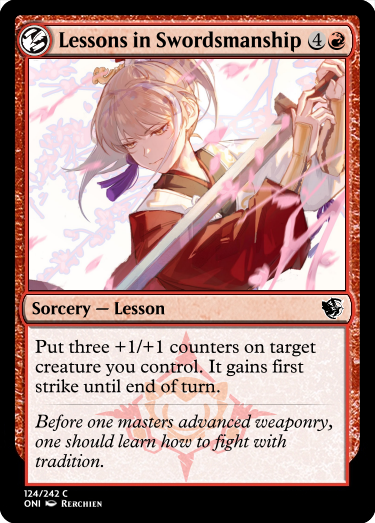 Lessons in Swordsmanship 4
Sorcery — Lesson
Put three +1/+1 counters on target
creature you control. It gains first
strike until end of turn.
Before one masters advanced weaponry,
one should learn how to fight with
tradition.
124/242 C
ONI Rerchien